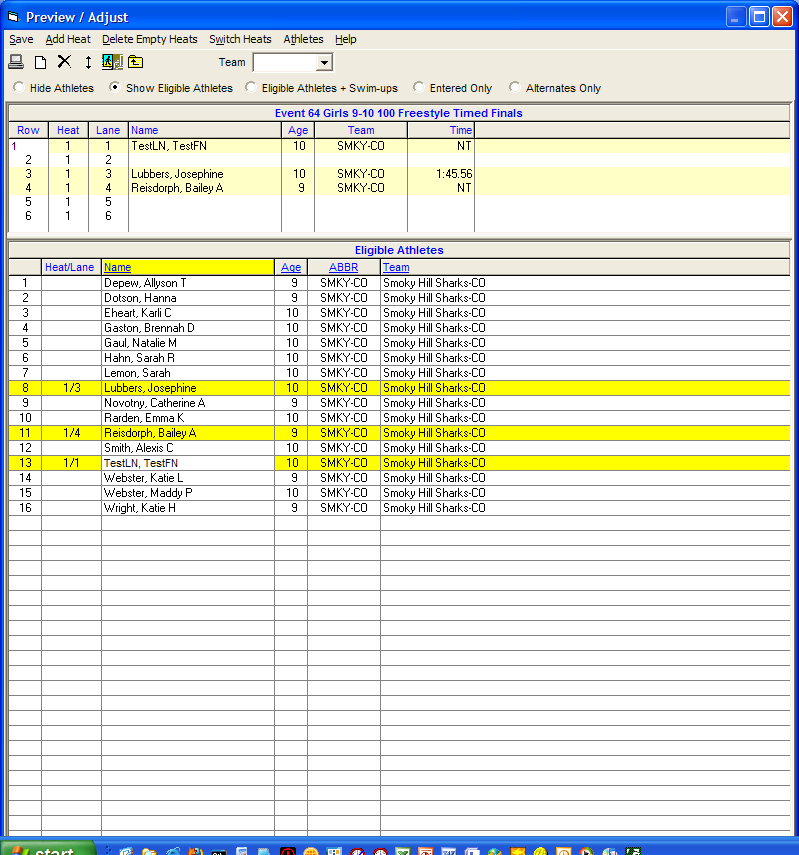 Preview / Adjust
Save Add Heat Delete Empty Heats Switch Heats Athletes Help
Team
Hide Athletes Show Eligible Athletes Eligible Athletes + Swim-ups Entered Only Alternates Only
Event 64 Girls 9-10 100 Freestyle Timed Finals
Row Heat Lane Name Age Team Time
1 1 1 TestLN, TestFN 10 SMKY-CO NT
2 1 2
3 1 3 Lubbers, Josephine 10 SMKY-CO 1:45.56
4 1 4 Reisdorph, Bailey A 9 SMKY-CO NT
5 1 5
6 1 6
Eligible Athletes
Heat/Lane Name Age ABBR Team
1 Depew, Allyson T 9 SMKY-CO Smoky Hill Sharks-CO
2 Dotson, Hanna 9 SMKY-CO Smoky Hill Sharks-CO
3 Eheart, Karli C 10 SMKY-CO Smoky Hill Sharks-CO
4 Gaston, Brennah D 10 SMKY-CO Smoky Hill Sharks-CO
5 Gaul, Natalie M 10 SMKY-CO Smoky Hill Sharks-CO
6 Hahn, Sarah R 10 SMKY-CO Smoky Hill Sharks-CO
7 Lemon, Sarah 10 SMKY-CO Smoky Hill Sharks-CO
8 1/3 Lubbers, Josephine 10 SMKY-CO Smoky Hill Sharks-CO
9 Novotny, Catherine A 9 SMKY-CO Smoky Hill Sharks-CO
10 Rarden, Emma K 10 SMKY-CO Smoky Hill Sharks-CO
11 1/4 Reisdorph, Bailey A 9 SMKY-CO Smoky Hill Sharks-CO
12 Smith, Alexis C 10 SMKY-CO Smoky Hill Sharks-CO
13 1/1 TestLN, TestFN 10 SMKY-CO Smoky Hill Sharks-CO
14 Webster, Katie L 9 SMKY-CO Smoky Hill Sharks-CO
15 Webster, Maddy P 10 SMKY-CO Smoky Hill Sharks-CO
16 Wright, Katie H 9 SMKY-CO Smoky Hill Sharks-CO
start